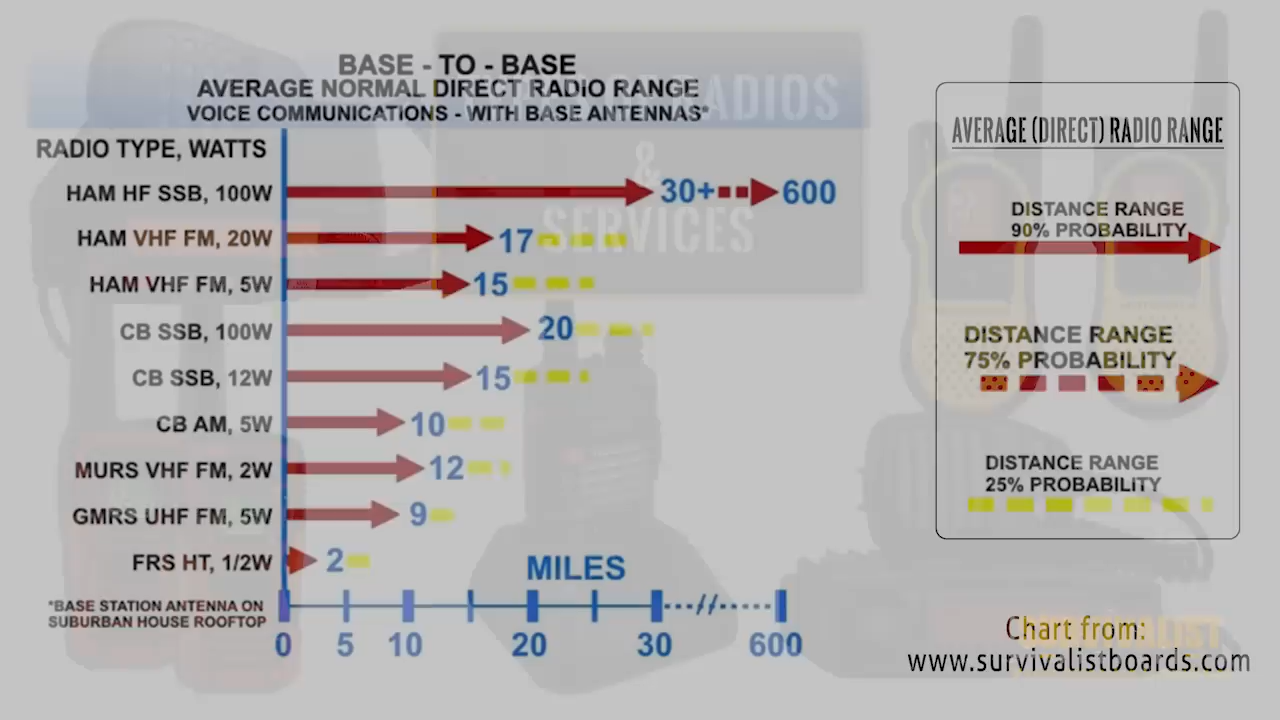 BASE - TO - BASE
AVERAGE NORMAL DIRECT RADIO RANGE
VOICE COMMUNICATIONS - WITH BASE ANTENNAS*
RADIOS
&
SERVICES
RADIO TYPE, WATTS
HAM HF SSB, 100W 30+ 600
HAM VHF FM, 20W 17
HAM VHF FM, 5W 15
CB SSB, 100W 20
CB SSB, 12W 15
CB AM, 5W 10
MURS VHF FM, 2W 12
GMRS UHF FM, 5W 9
FRS HT, 1/2W 2
MILES
*BASE STATION ANTENNA ON
SUBURBAN HOUSE ROOFTOP
0 5 10 20 30 600
AVERAGE (DIRECT) RADIO RANGE
DISTANCE RANGE
90% PROBABILITY
DISTANCE RANGE
75% PROBABILITY
DISTANCE RANGE
25% PROBABILITY
Chart from:
www.survivalistboards.com